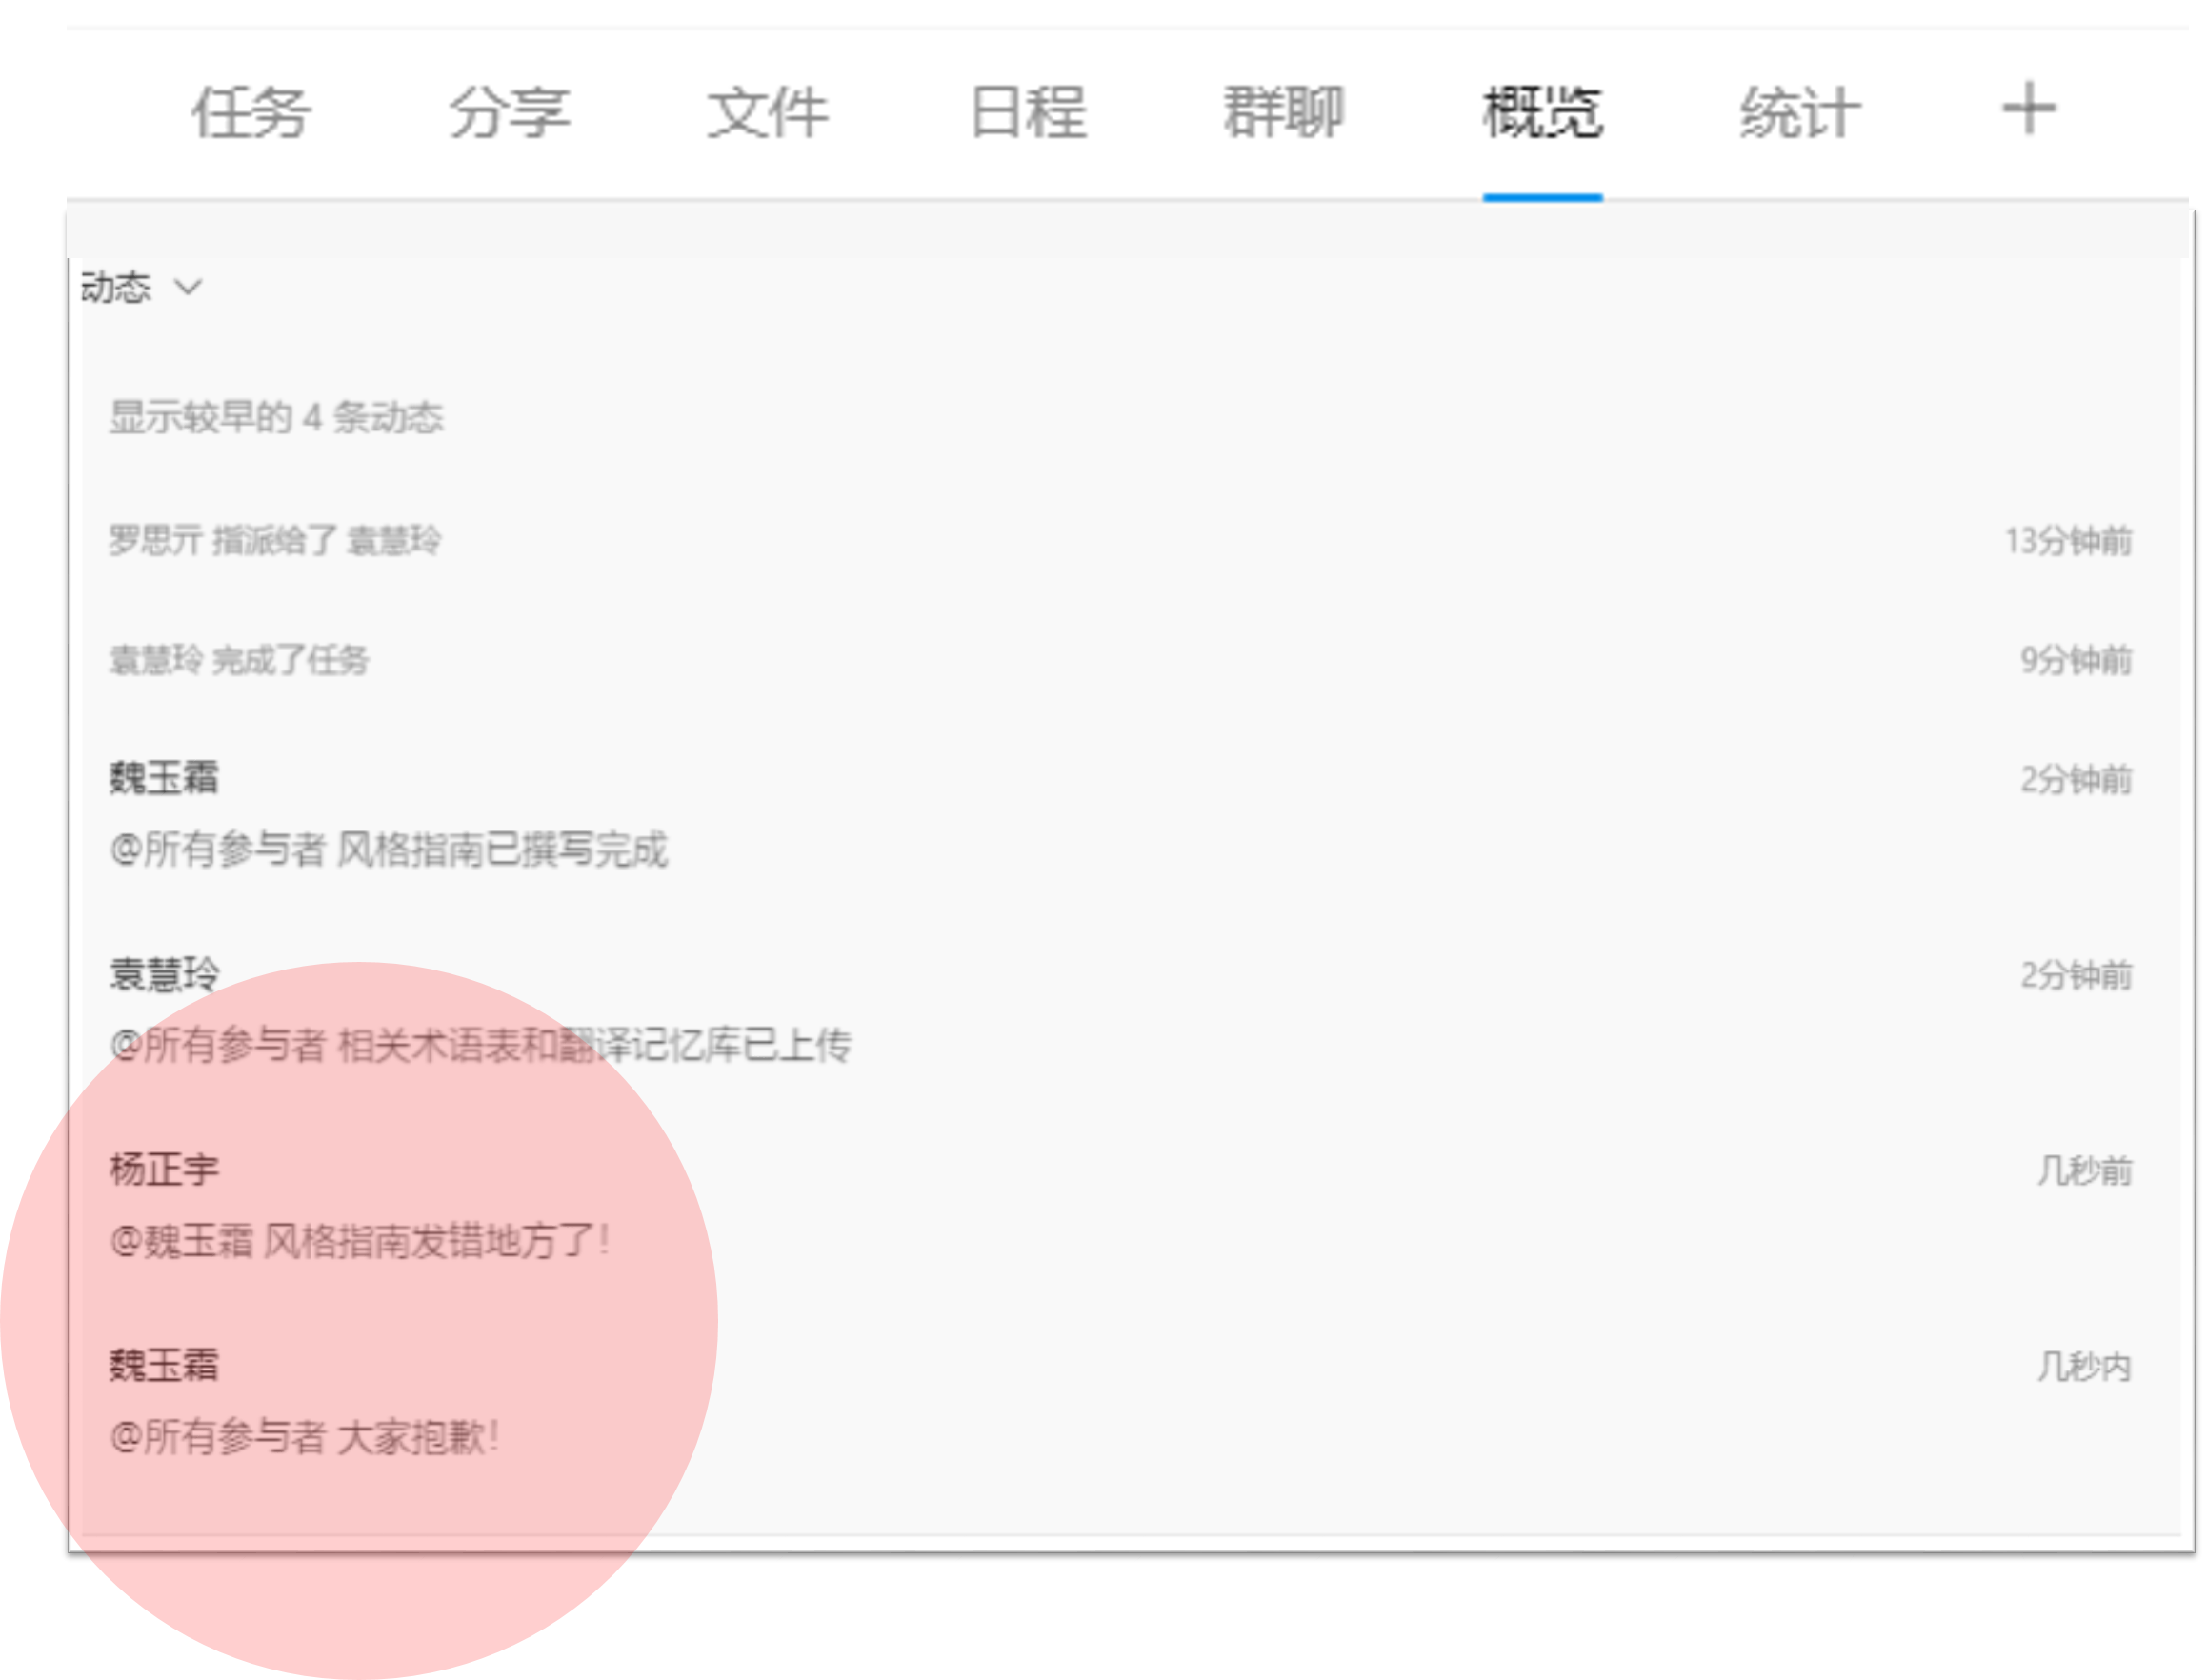 任务 分享 文件 日程 群聊 概览 统计 +
动态
显示较早的 4 条动态
罗思亓 指派给了 袁慧玲 13分钟前
袁慧玲 完成了任务 9分钟前
魏玉霜 2分钟前
@所有参与者 风格指南已撰写完成
袁慧玲 2分钟前
@所有参与者 相关术语表和翻译记忆库已上传
杨正宇 几秒前
@魏玉霜 风格指南发错地方了！
魏玉霜 几秒内
@所有参与者 大家抱歉！